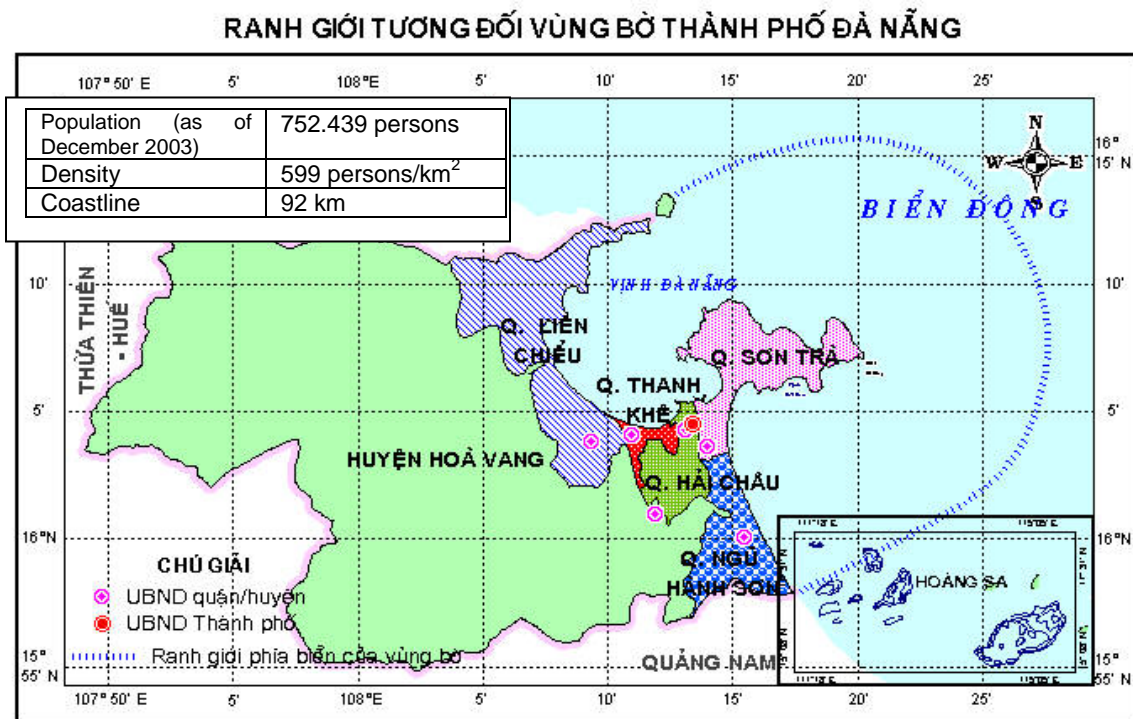 RANH GIỚI TƯƠNG ĐỐI VÙNG BỜ THÀNH PHỐ ĐÀ NẴNG
107° 50' E 5' 108°E 10' 15' 20' 25'
Population (as of December 2003) 752.439 persons
Density 599 persons/km²
Coastline 92 km
N
W E
S
16° 15' N
BIỂN ĐÔNG
10' 10'
VỊNH ĐÀ NẴNG
THỪA THIÊN
- HUẾ
Q. LIÊN
CHIỂU
Q. SƠN TRÀ
Q. THANH
KHÊ
5' 5'
HUYỆN HOÀ VANG
Q. HẢI CHÂU
16°N 16° N
Q. NGŨ
HÀNH SƠN
HOÀNG SA
CHÚ GIẢI
UBND quận/huyện
UBND Thành phố
Ranh giới phía biển của vùng bờ
QUẢNG NAM
15° 55' N 15° 55' N
107° 50' E 5' 108°E 5' 10' 15' 20' 25'